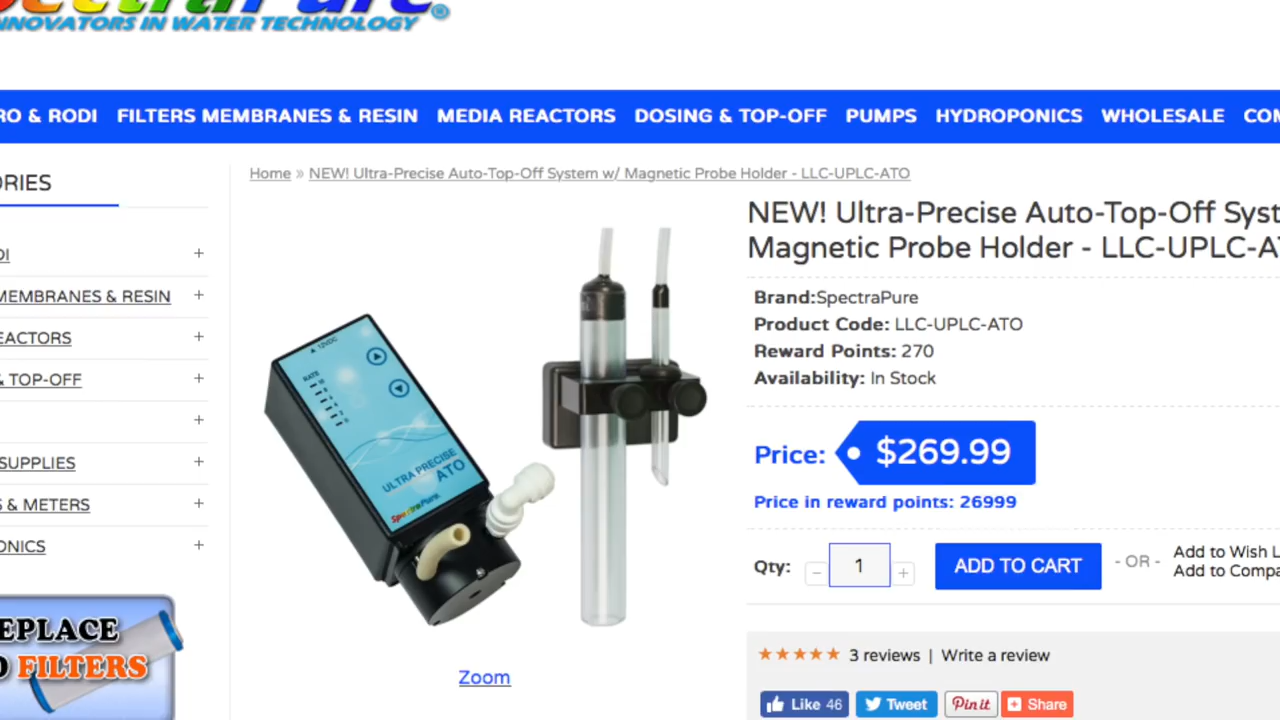 SpectraPure®
INNOVATORS IN WATER TECHNOLOGY
RO & RODI FILTERS MEMBRANES & RESIN MEDIA REACTORS DOSING & TOP-OFF PUMPS HYDROPONICS WHOLESALE CON
ORIES
DI +
MEMBRANES & RESIN +
EACTORS +
& TOP-OFF +
+
SUPPLIES +
S & METERS +
ONICS +
EPLACE
O FILTERS
Home » NEW! Ultra-Precise Auto-Top-Off System w/ Magnetic Probe Holder - LLC-UPLC-ATO
12VDC
RATE
ULTRA PRECISE
ATO
SpectraPure
Zoom
NEW! Ultra-Precise Auto-Top-Off Syst
Magnetic Probe Holder - LLC-UPLC-AT
Brand:SpectraPure
Product Code: LLC-UPLC-ATO
Reward Points: 270
Availability: In Stock
Price: $269.99
Price in reward points: 26999
Qty: - 1 + ADD TO CART - OR - Add to Wish L
Add to Compa
3 reviews | Write a review
Like 46 Tweet Pin it Share